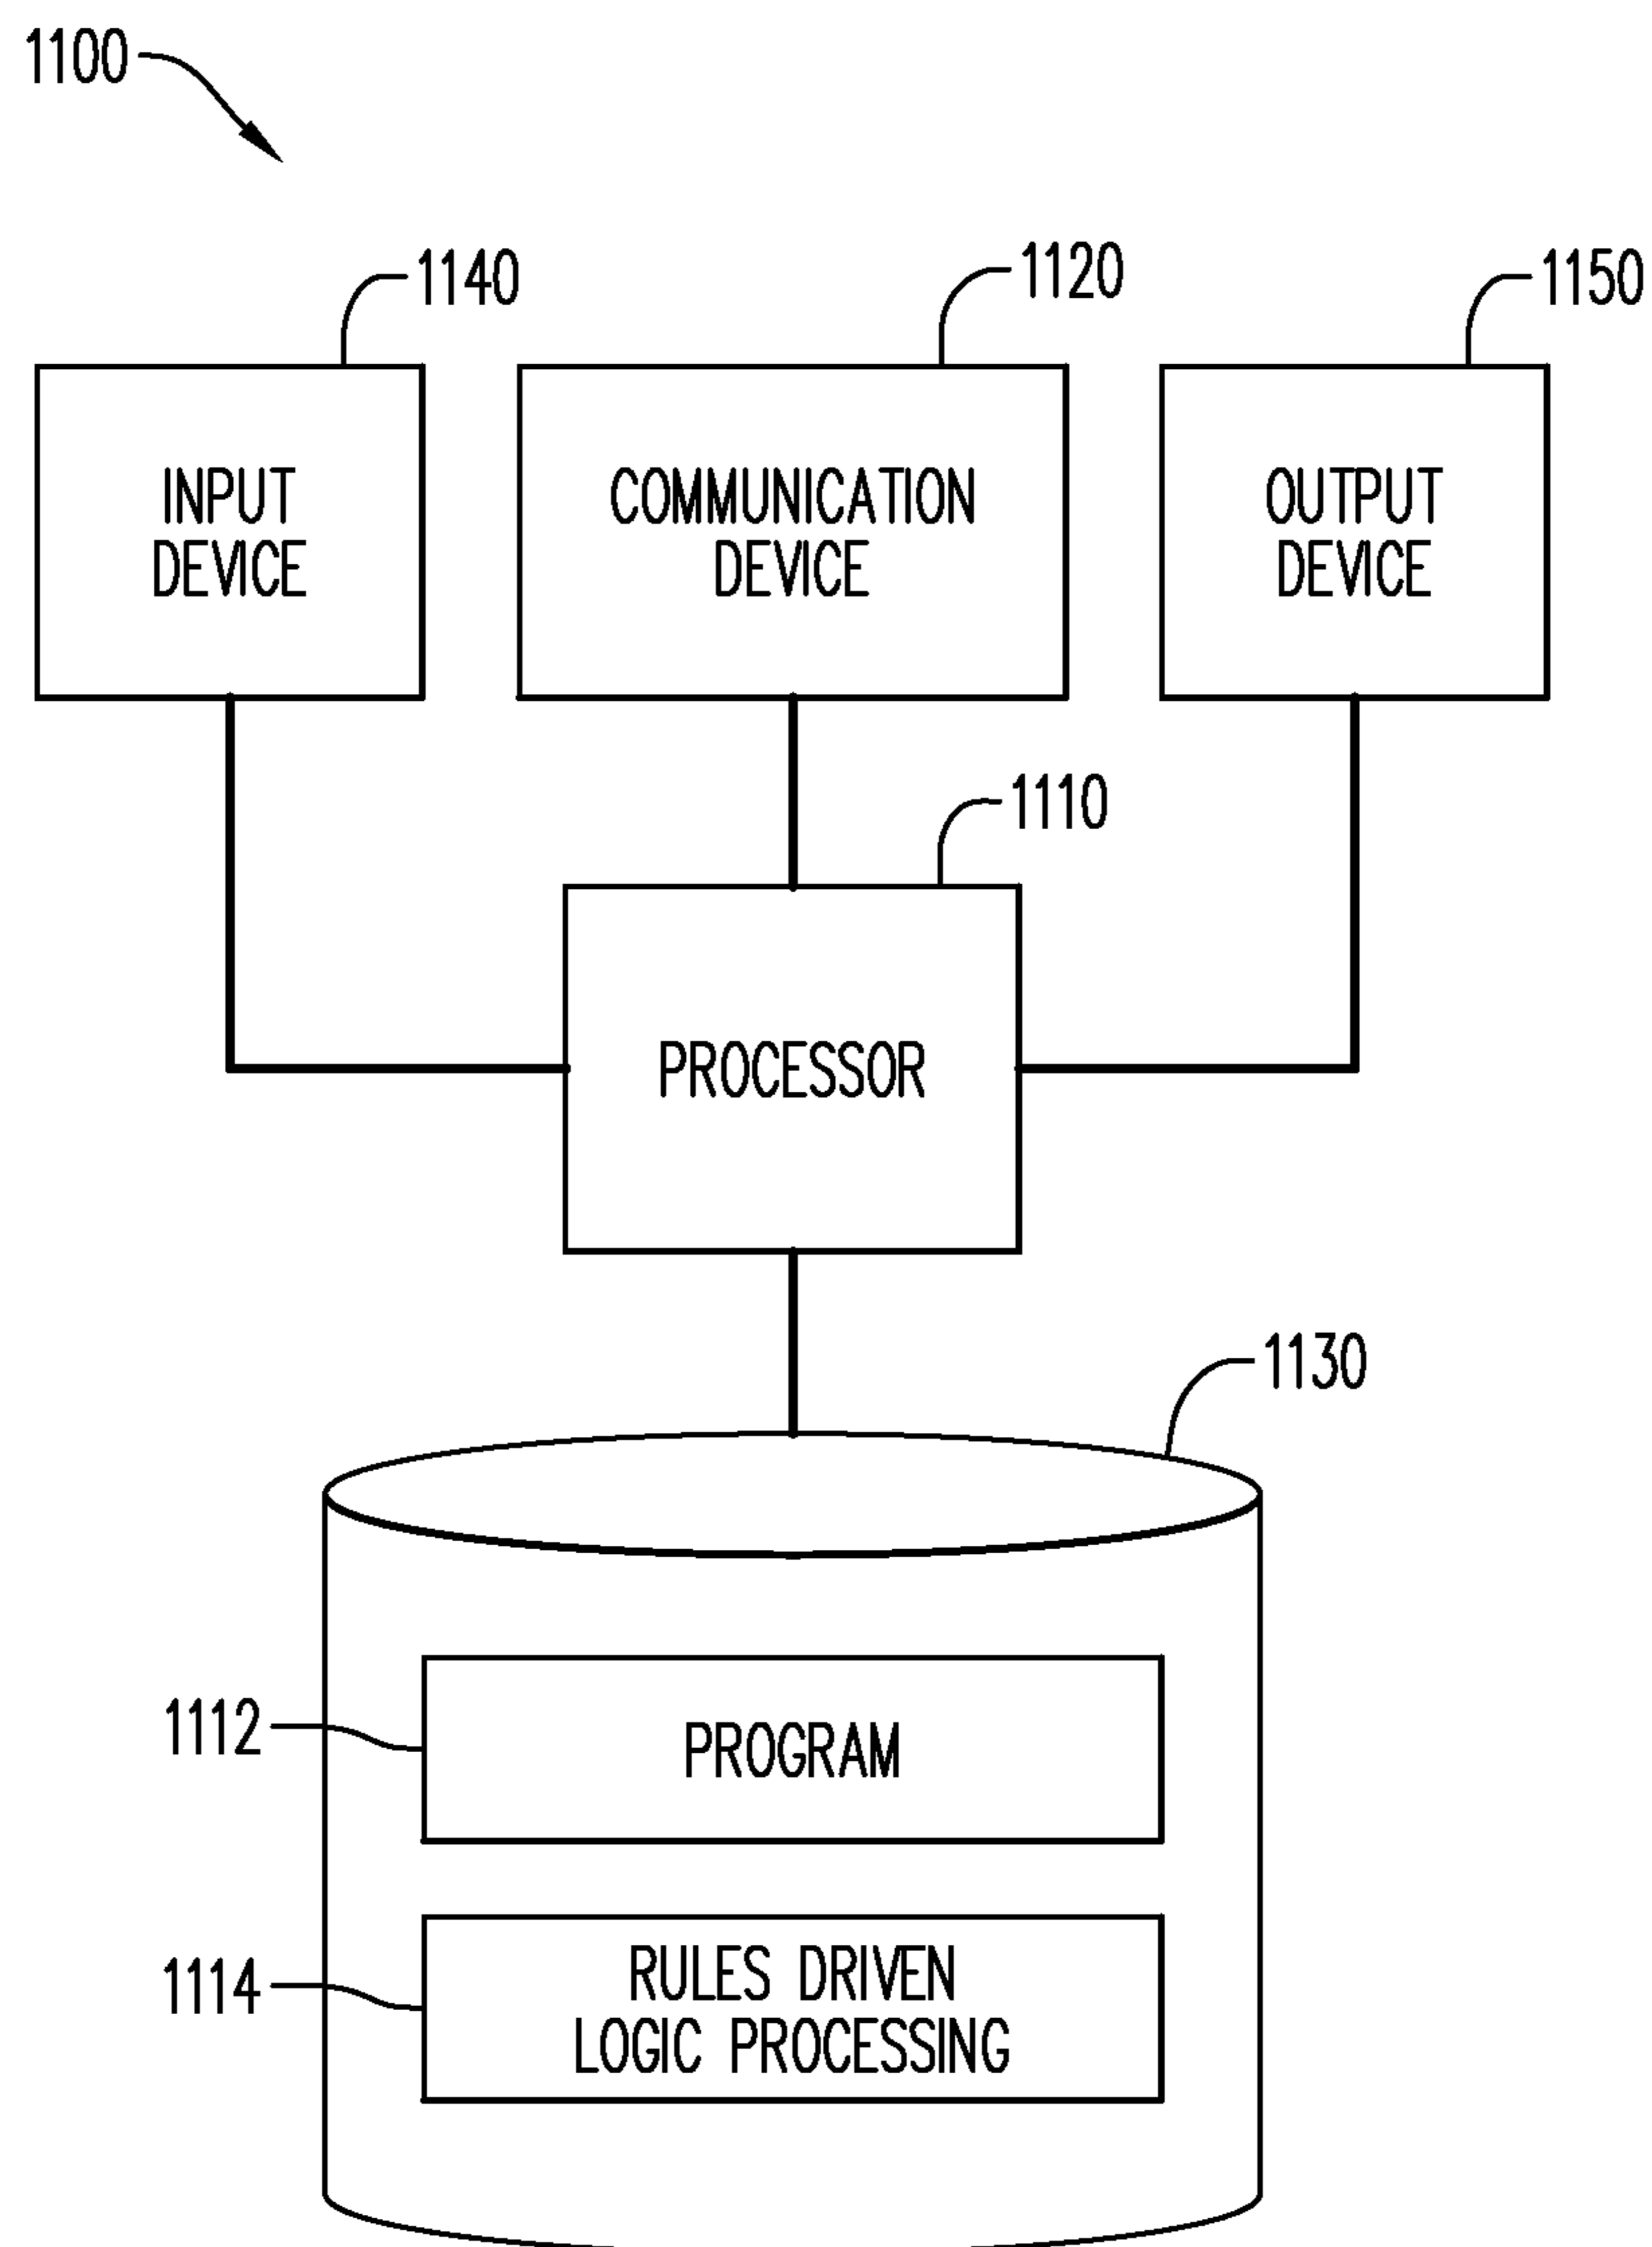 1100
1140
1120
1150
INPUT
DEVICE
COMMUNICATION
DEVICE
OUTPUT
DEVICE
1110
PROCESSOR
1130
1112
PROGRAM
1114
RULES DRIVEN
LOGIC PROCESSING